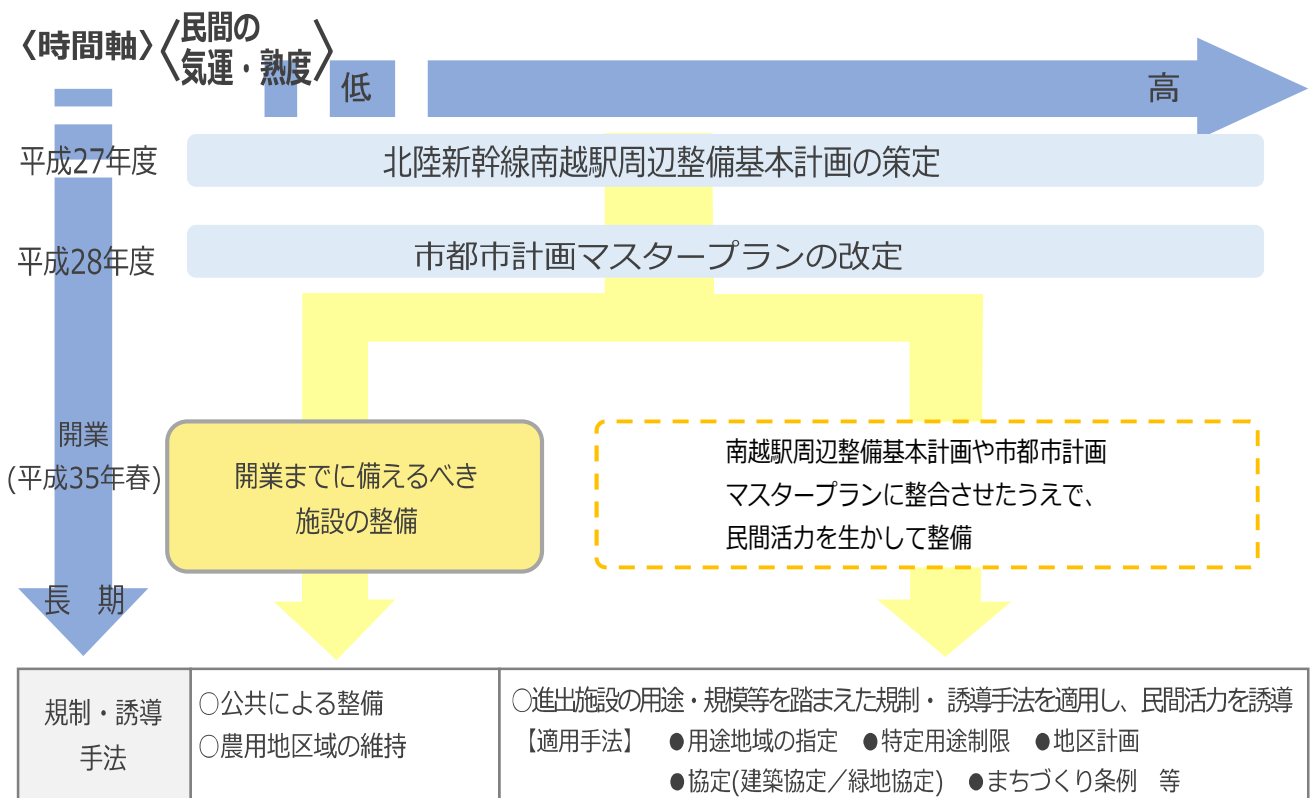 〈時間軸〉
〈民間の
気運・熟度〉
低
高
平成27年度
北陸新幹線南越駅周辺整備基本計画の策定
平成28年度
市都市計画マスタープランの改定
開業
(平成35年春)
開業までに備えるべき
施設の整備
南越駅周辺整備基本計画や市都市計画
マスタープランに整合させたうえで、
民間活力を生かして整備
長　期
規制・誘導
手法
○公共による整備
○農用地区域の維持
○進出施設の用途・規模等を踏まえた規制・ 誘導手法を適用し、民間活力を誘導
【適用手法】　●用途地域の指定　●特定用途制限　●地区計画
●協定(建築協定／緑地協定)　●まちづくり条例　等